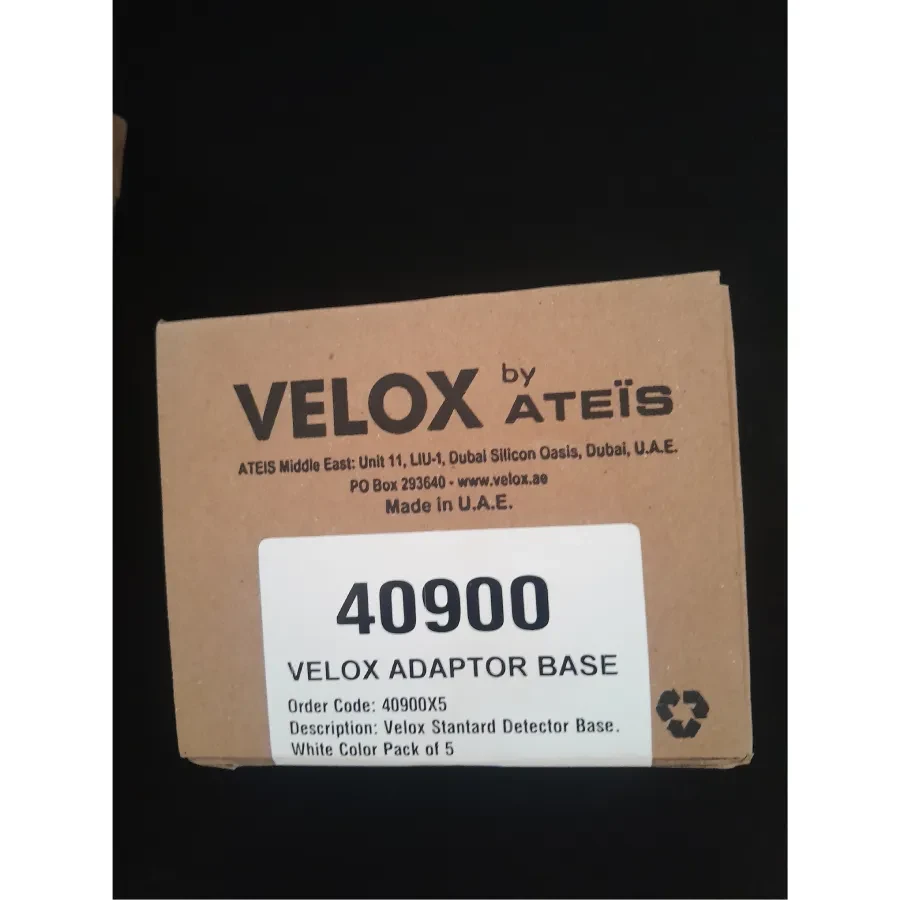 VELOX by ATEÏS
ATEIS Middle East: Unit 11, LIU-1, Dubai Silicon Oasis, Dubai, U.A.E.
PO Box 293640 - www.velox.ae
Made in U.A.E.
40900
VELOX ADAPTOR BASE
Order Code: 40900X5
Description: Velox Stantard Detector Base.
White Color Pack of 5